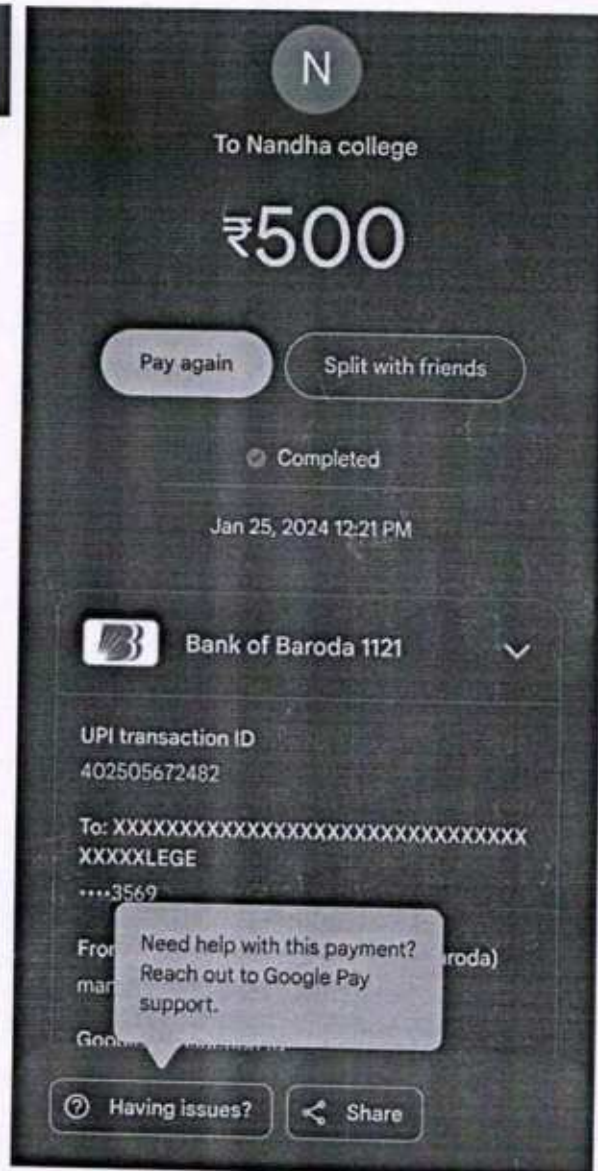 N
To Nandha college
₹500
Pay again
Split with friends
Completed
Jan 25, 2024 12:21 PM
Bank of Baroda 1121
UPI transaction ID
402505672482
To: XXXXXXXXXXXXXXXXXXXXXXXXXXXXXXX
XXXXXLEGE
····3569
Need help with this payment?
Reach out to Google Pay
support.
Having issues?
Share